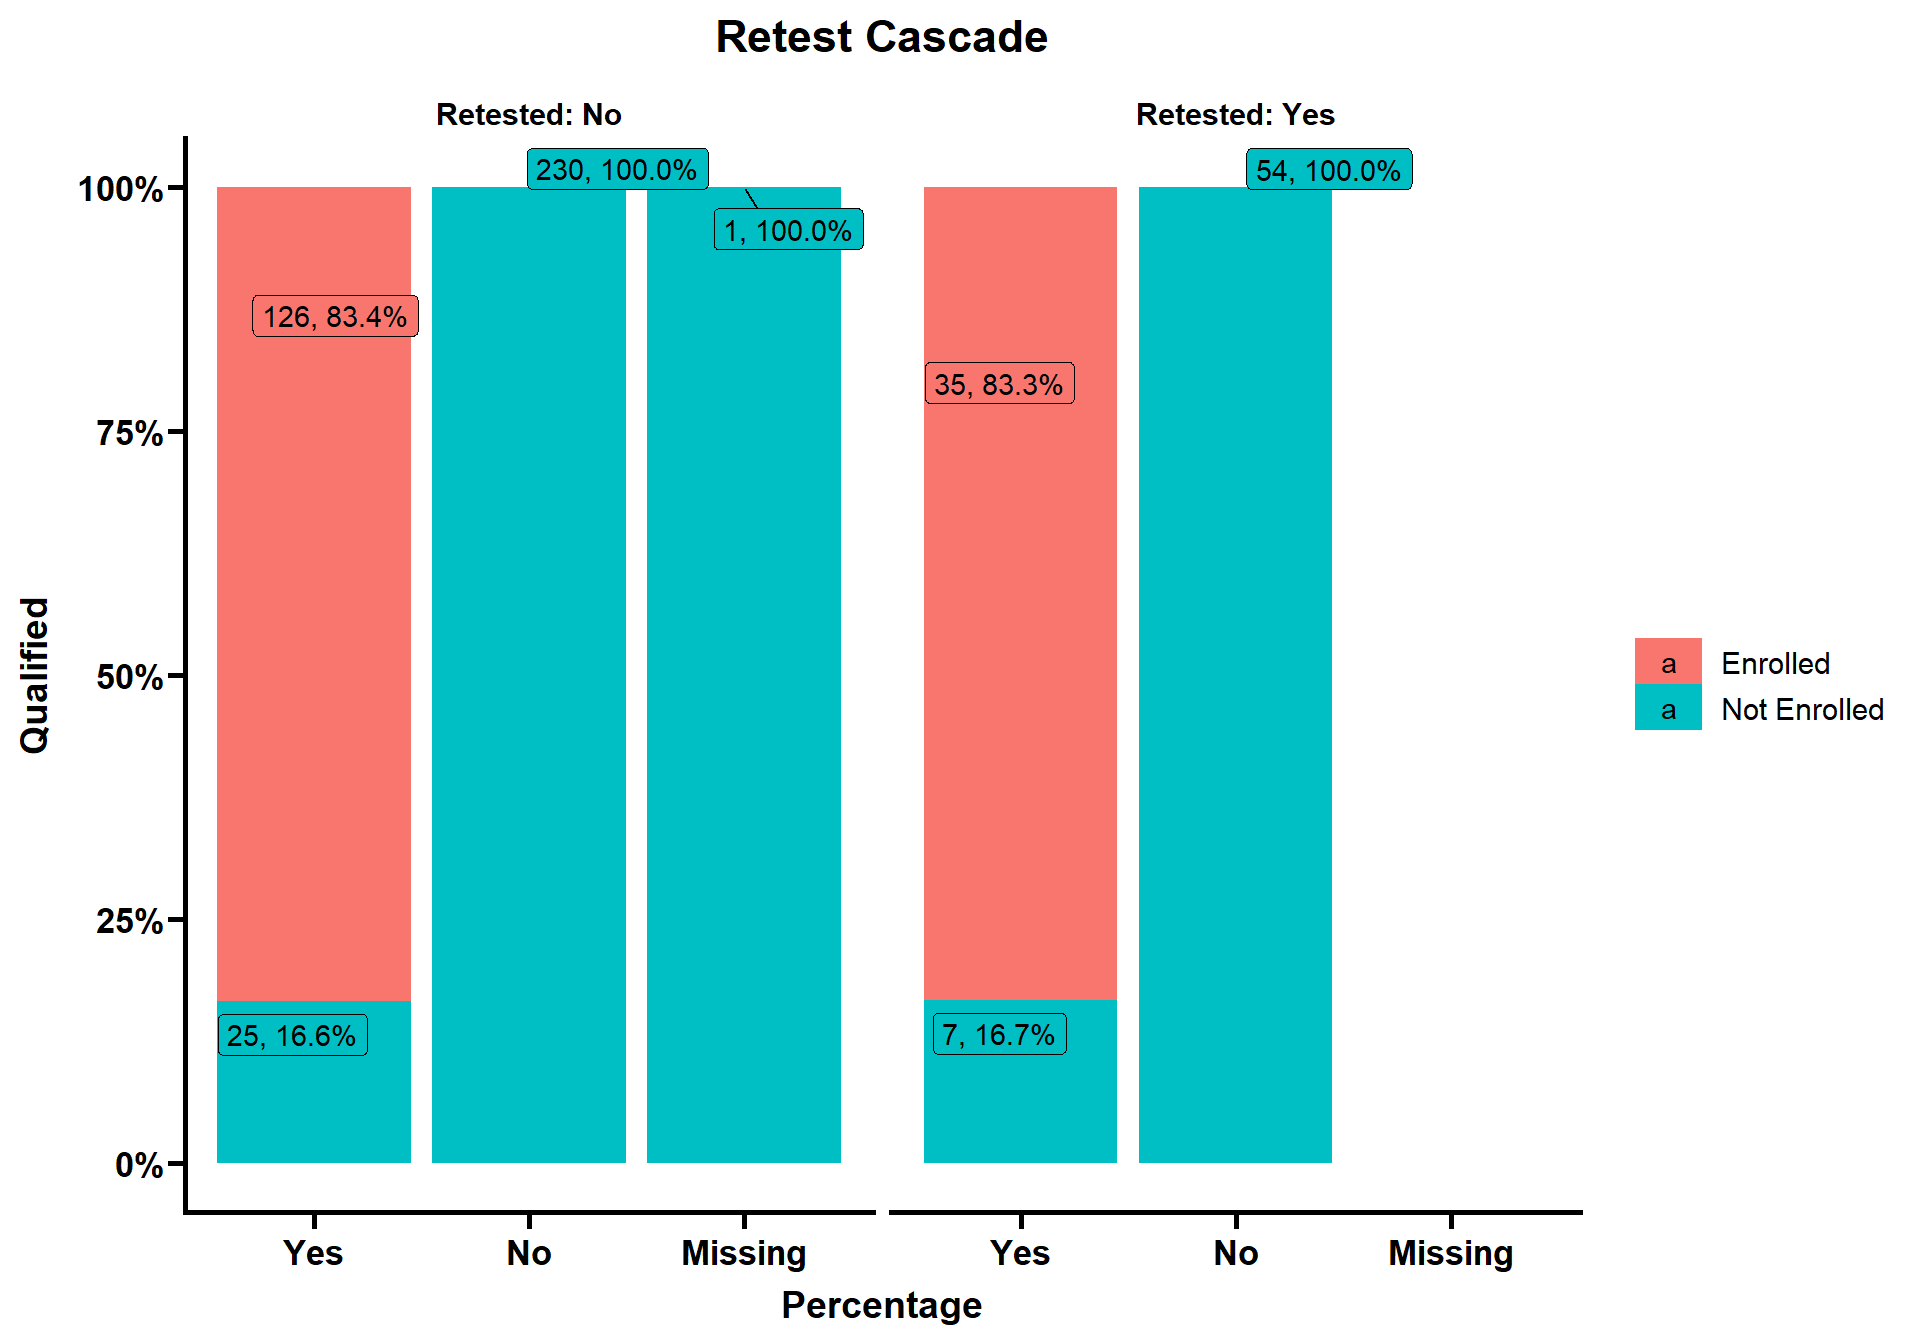 Retest Cascade
Retested: No
Retested: Yes
230, 100.0%
54, 100.0%
100%
1, 100.0%
126, 83.4%
35, 83.3%
75%
Qualified
50%
a Enrolled
a Not Enrolled
25%
25, 16.6%
7, 16.7%
0%
Yes No Missing Yes No Missing
Percentage